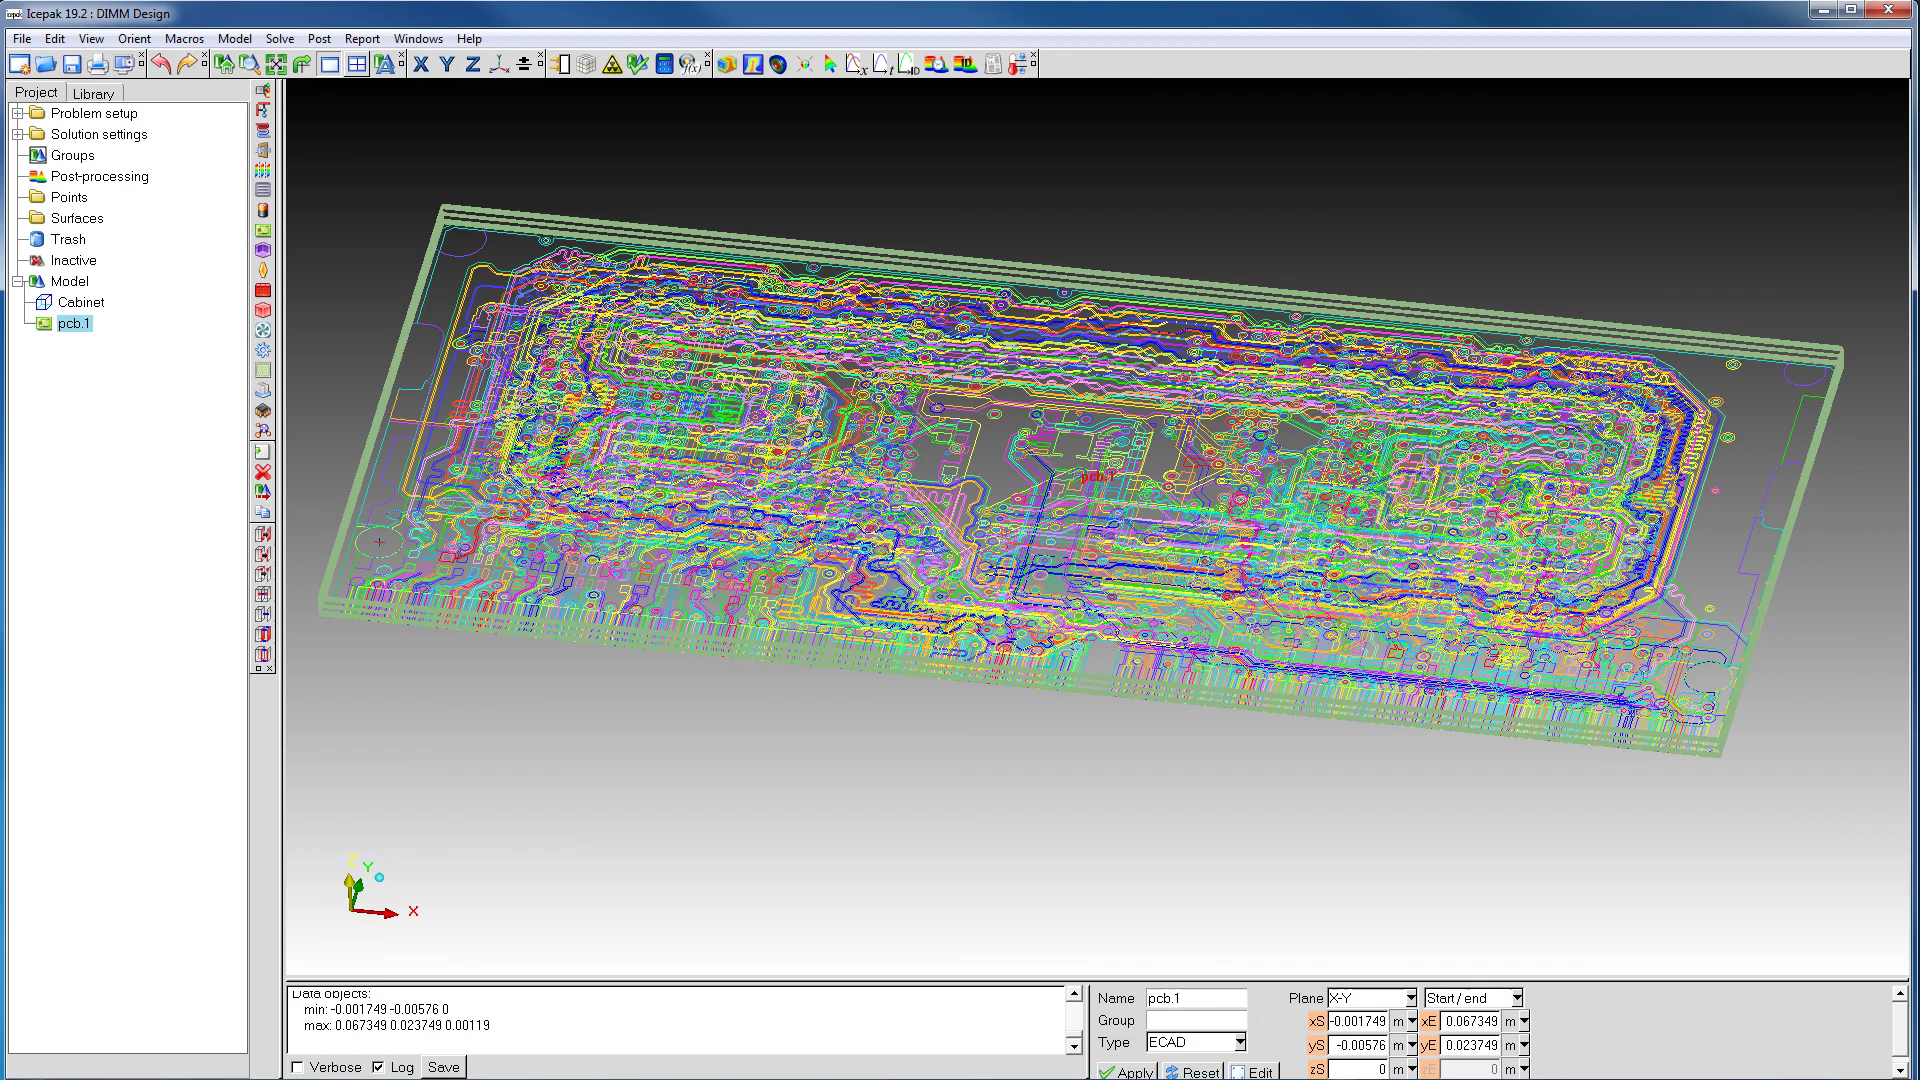 Icepak 19.2 : DIMM Design
File Edit View Orient Macros Model Solve Post Report Windows Help
X Y Z
Project Library
Problem setup
Solution settings
Groups
Post-processing
Points
Surfaces
Trash
Inactive
Model
Cabinet
pcb.1
pcb.1
Z Y
X
Data objects:
min: -0.001749 -0.00576 0
max: 0.067349 0.023749 0.00119
Verbose Log Save
Name pcb.1 Plane X-Y Start / end
Group xS -0.001749 m xE 0.067349 m
Type ECAD yS -0.00576 m yE 0.023749 m
Apply Reset Edit zS 0 m zE 0 m